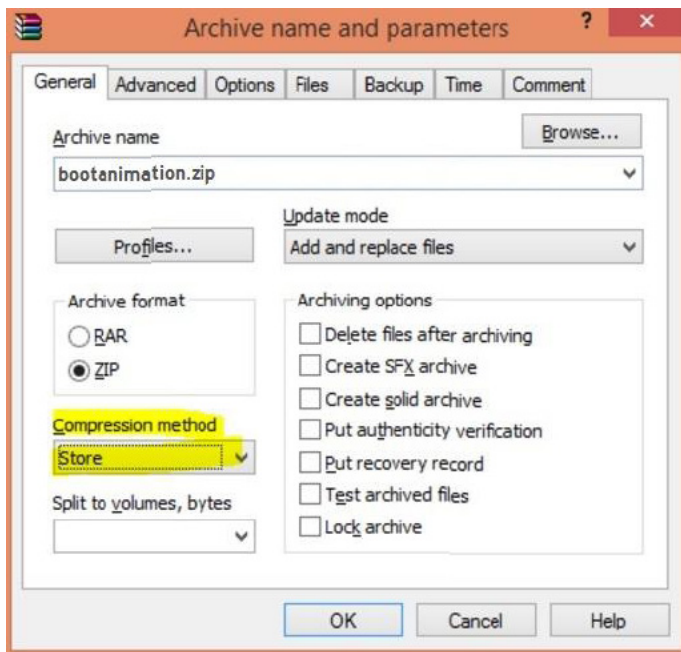 Archive name and parameters ? ×
General Advanced Options Files Backup Time Comment
Archive name
Browse...
bootanimation.zip
Profiles...
Update mode
Add and replace files
Archive format
RAR
ZIP
Compression method
Store
Split to volumes, bytes
Archiving options
Delete files after archiving
Create SFX archive
Create solid archive
Put authenticity verification
Put recovery record
Test archived files
Lock archive
OK Cancel Help